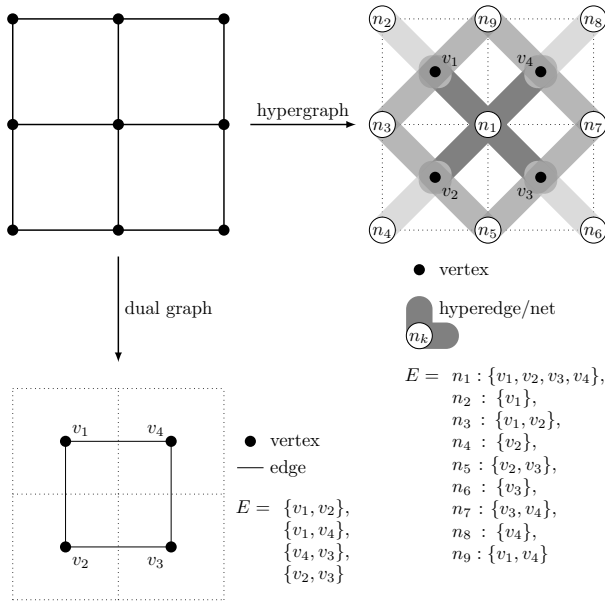 n₂ n₉ n₈
v₁ v₄
hypergraph
n₃ n₁ n₇
v₂ v₃
n₄ n₅ n₆
vertex
dual graph
hyperedge/net
nₖ
E = n₁ : {v₁, v₂, v₃, v₄},
n₂ : {v₁},
n₃ : {v₁, v₂},
n₄ : {v₂},
n₅ : {v₂, v₃},
n₆ : {v₃},
n₇ : {v₃, v₄},
n₈ : {v₄},
n₉ : {v₁, v₄}
v₁ v₄
v₂ v₃
vertex
edge
E = {v₁, v₂},
{v₁, v₄},
{v₄, v₃},
{v₂, v₃}